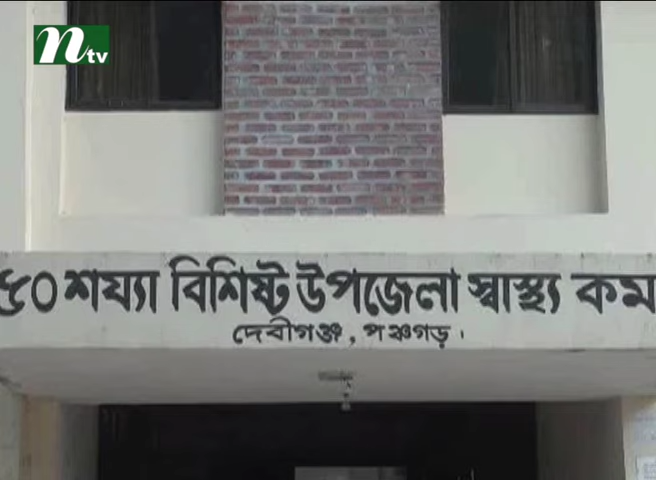 ntv
৫০ শয্যা বিশিষ্ট উপজেলা স্বাস্থ্য কম
দেবীগঞ্জ, পঞ্চগড়।